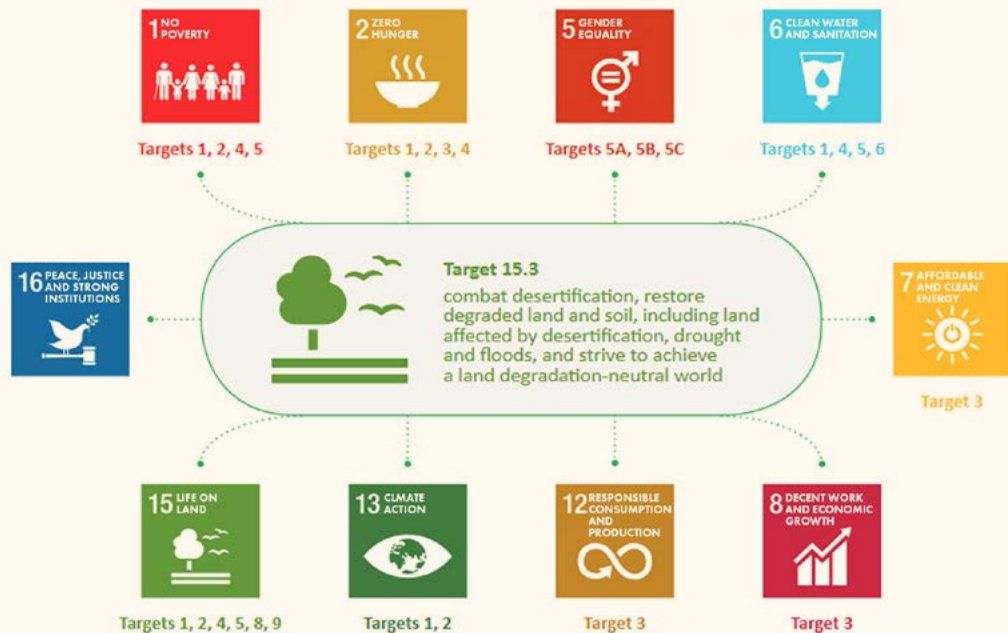 1 NO
POVERTY
2 ZERO
HUNGER
5 GENDER
EQUALITY
6 CLEAN WATER
AND SANITATION
Targets 1, 2, 4, 5
Targets 1, 2, 3, 4
Targets 5A, 5B, 5C
Targets 1, 4, 5, 6
16 PEACE, JUSTICE
AND STRONG
INSTITUTIONS
Target 15.3
combat desertification, restore
degraded land and soil, including land
affected by desertification, drought
and floods, and strive to achieve
a land degradation-neutral world
7 AFFORDABLE
AND CLEAN
ENERGY
Target 3
15 LIFE ON
LAND
13 CLMATE
ACTION
12 RESPONSIBLE
CONSUMPTION
AND
PRODUCTION
8 DECENT WORK
AND ECONOMIC
GROWTH
Targets 1, 2, 4, 5, 8, 9
Targets 1, 2
Target 3
Target 3